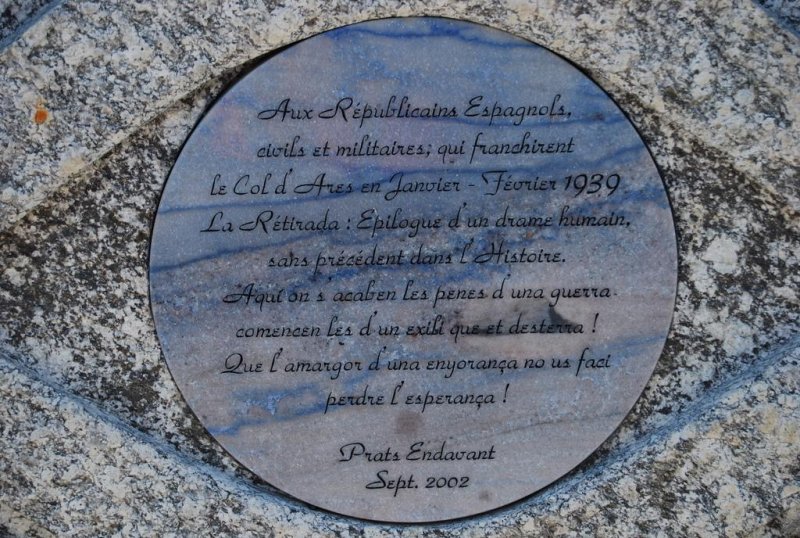 Aux Républicains Espagnols,
civils et militaires; qui franchirent
le Col d'Ares en Janvier - Février 1939
La Rétirada : Epilogue d'un drame humain,
sans précédent dans l'Histoire.
Aquí on s'acaben les penes d'una guerra
comencen les d'un exili que et desterra !
Que l'amargor d'una enyorança no us faci
perdre l'esperança !
Prats Endavant
Sept. 2002